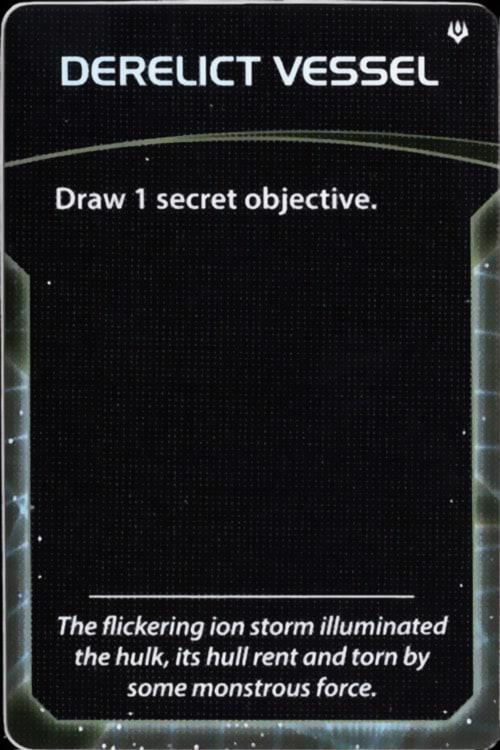 DERELICT VESSEL
Draw 1 secret objective.
The flickering ion storm illuminated
the hulk, its hull rent and torn by
some monstrous force.